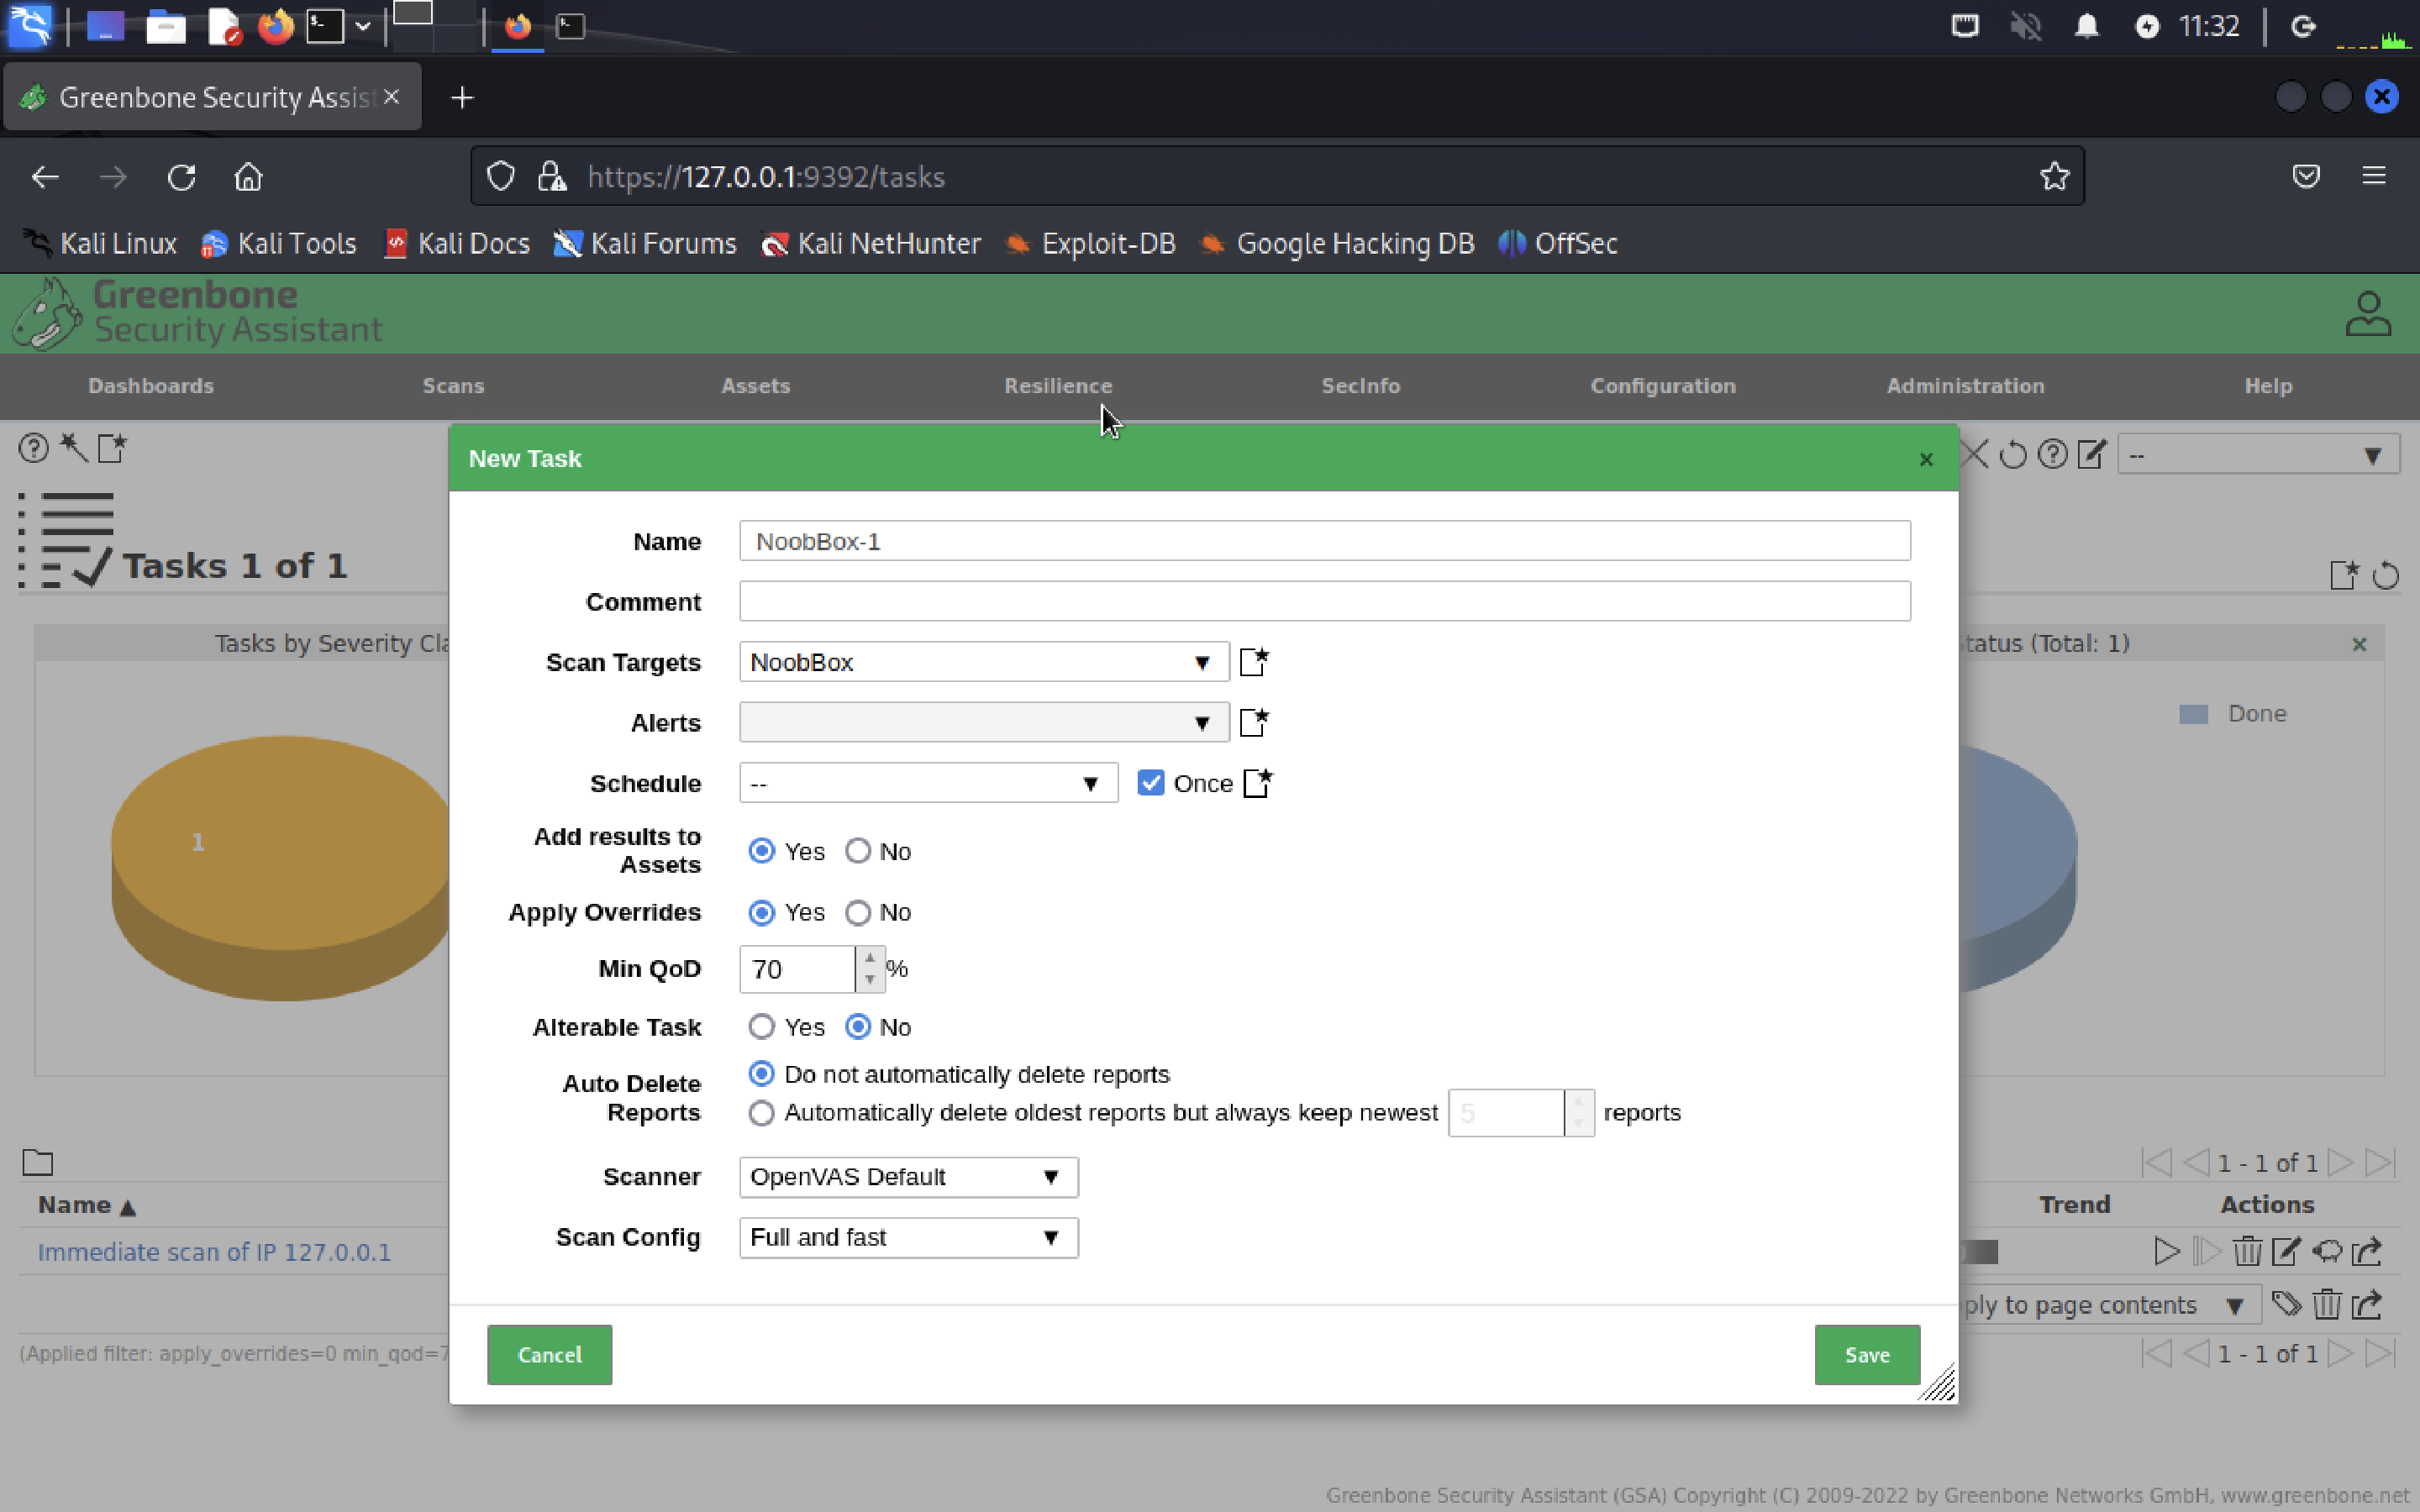 11:32
Greenbone Security Assist
https://127.0.0.1:9392/tasks
Kali Linux Kali Tools Kali Docs Kali Forums Kali NetHunter Exploit-DB Google Hacking DB OffSec
Greenbone
Security Assistant
Dashboards Scans Assets Resilience SecInfo Configuration Administration Help
New Task
--
Name NoobBox-1
Comment
Tasks 1 of 1
Tasks by Severity Cla
tatus (Total: 1)
Scan Targets NoobBox
Done
Alerts
Schedule -- Once
1
Add results to
Assets
Yes No
Apply Overrides Yes No
Min QoD 70 %
Alterable Task Yes No
Auto Delete
Reports
Do not automatically delete reports
Automatically delete oldest reports but always keep newest 5 reports
1 - 1 of 1
Scanner OpenVAS Default
Name ▲ Trend Actions
Scan Config Full and fast
Immediate scan of IP 127.0.0.1
ply to page contents
Cancel Save
(Applied filter: apply_overrides=0 min_qod=7
1 - 1 of 1
Greenbone Security Assistant (GSA) Copyright (C) 2009-2022 by Greenbone Networks GmbH, www.greenbone.net